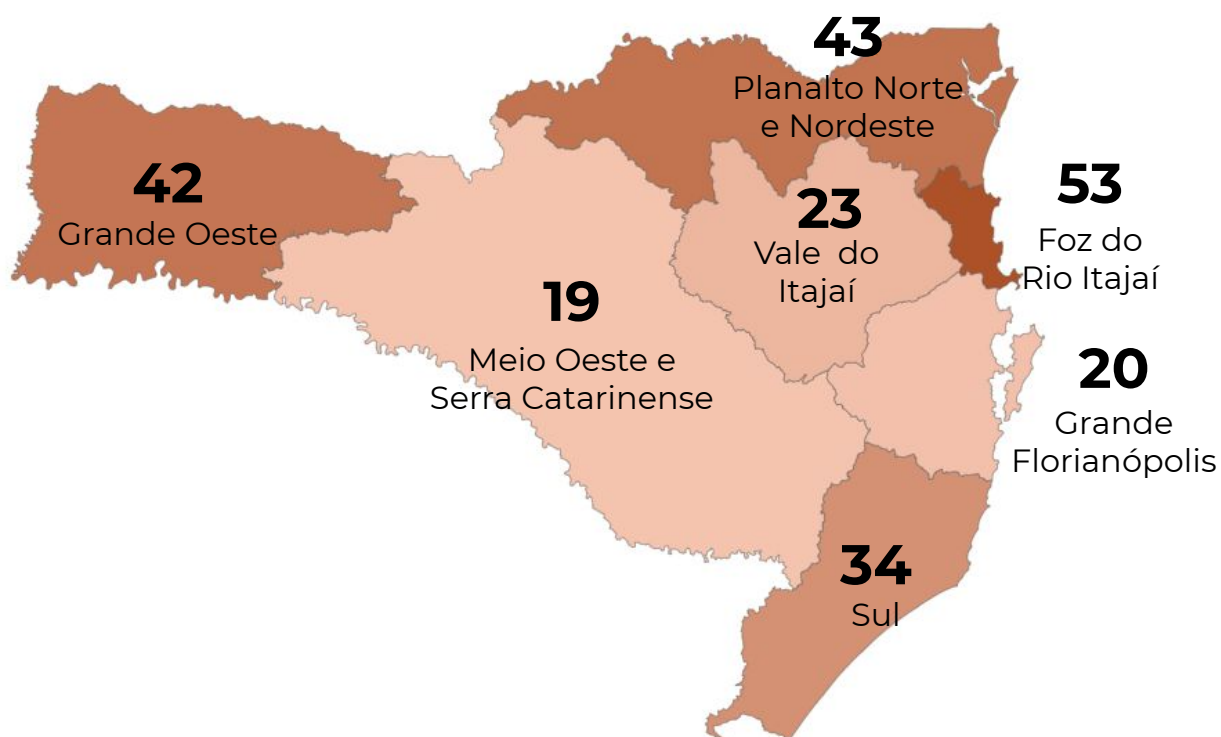 43
Planalto Norte
e Nordeste
42
Grande Oeste
53
Foz do
Rio Itajaí
23
Vale do
Itajaí
19
Meio Oeste e
Serra Catarinense
20
Grande
Florianópolis
34
Sul